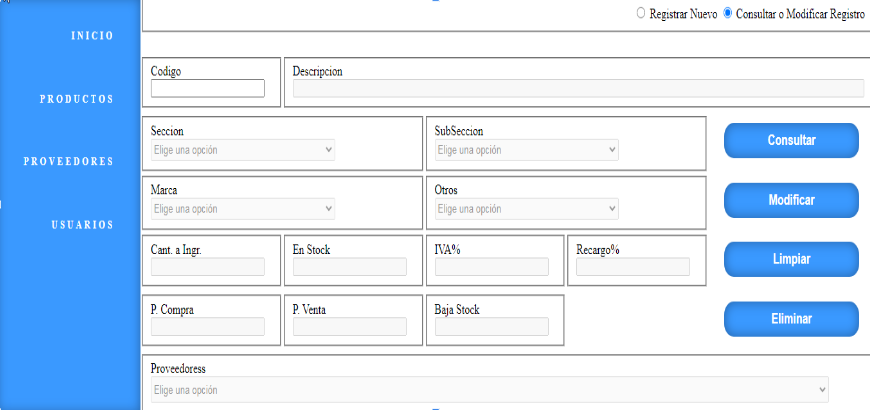 INICIO
PRODUCTOS
PROVEEDORES
USUARIOS
Registrar Nuevo Consultar o Modificar Registro
Codigo Descripcion
Seccion SubSeccion
Elige una opción Elige una opción
Consultar
Marca Otros
Elige una opción Elige una opción
Modificar
Cant. a Ingr. En Stock IVA% Recargo%
Limpiar
P. Compra P. Venta Baja Stock
Eliminar
Proveedoress
Elige una opción